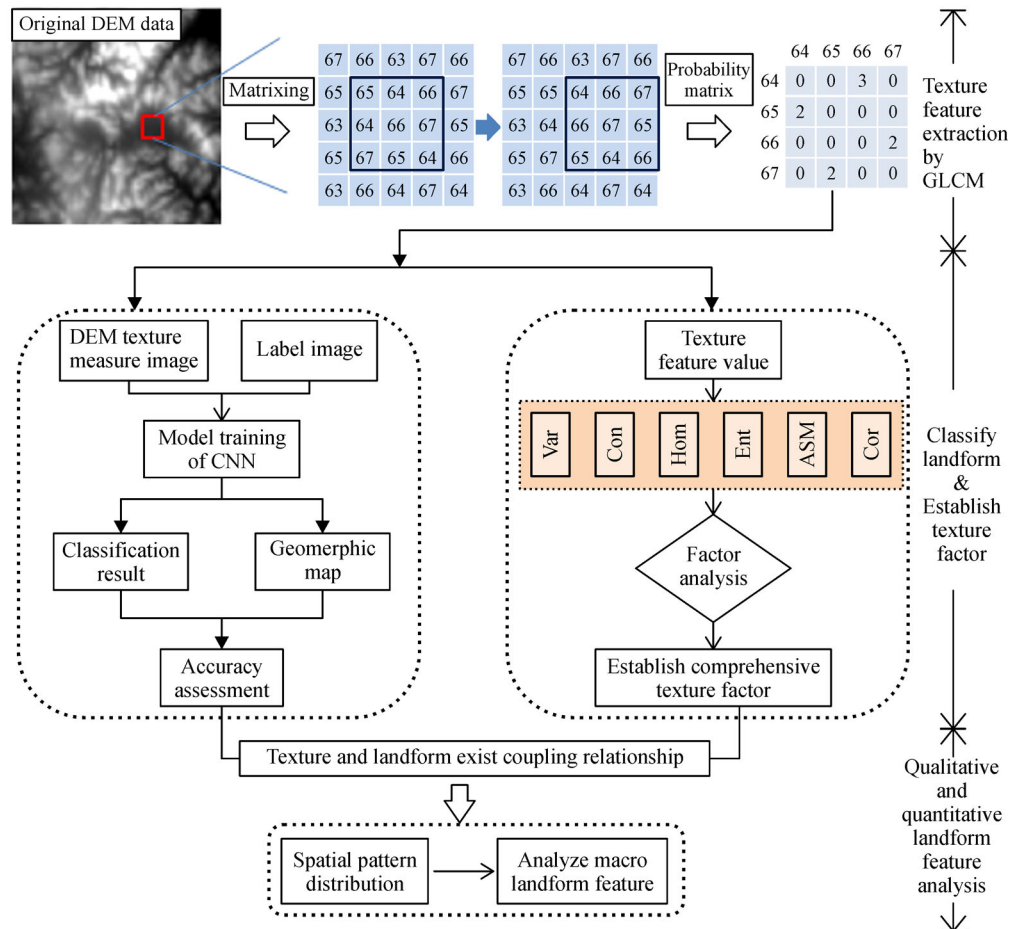 Original DEM data
Matrixing
67 66 63 67 66
65 65 64 66 67
63 64 66 67 65
65 67 65 64 66
63 66 64 67 64
67 66 63 67 66
65 65 64 66 67
63 64 66 67 65
65 67 65 64 66
63 66 64 67 64
Probability
matrix
64 65 66 67
64 0 0 3 0
65 2 0 0 0
66 0 0 0 2
67 0 2 0 0
Texture
feature
extraction
by
GLCM
DEM texture
measure image
Label image
Model training
of CNN
Classification
result
Geomerphic
map
Accuracy
assessment
Texture
feature value
Var
Con
Hom
Ent
ASM
Cor
Factor
analysis
Establish comprehensive
texture factor
Classify
landform
&
Establish
texture
factor
Texture and landform exist coupling relationship
Spatial pattern
distribution
Analyze macro
landform feature
Qualitative
and
quantitative
landform
feature
analysis